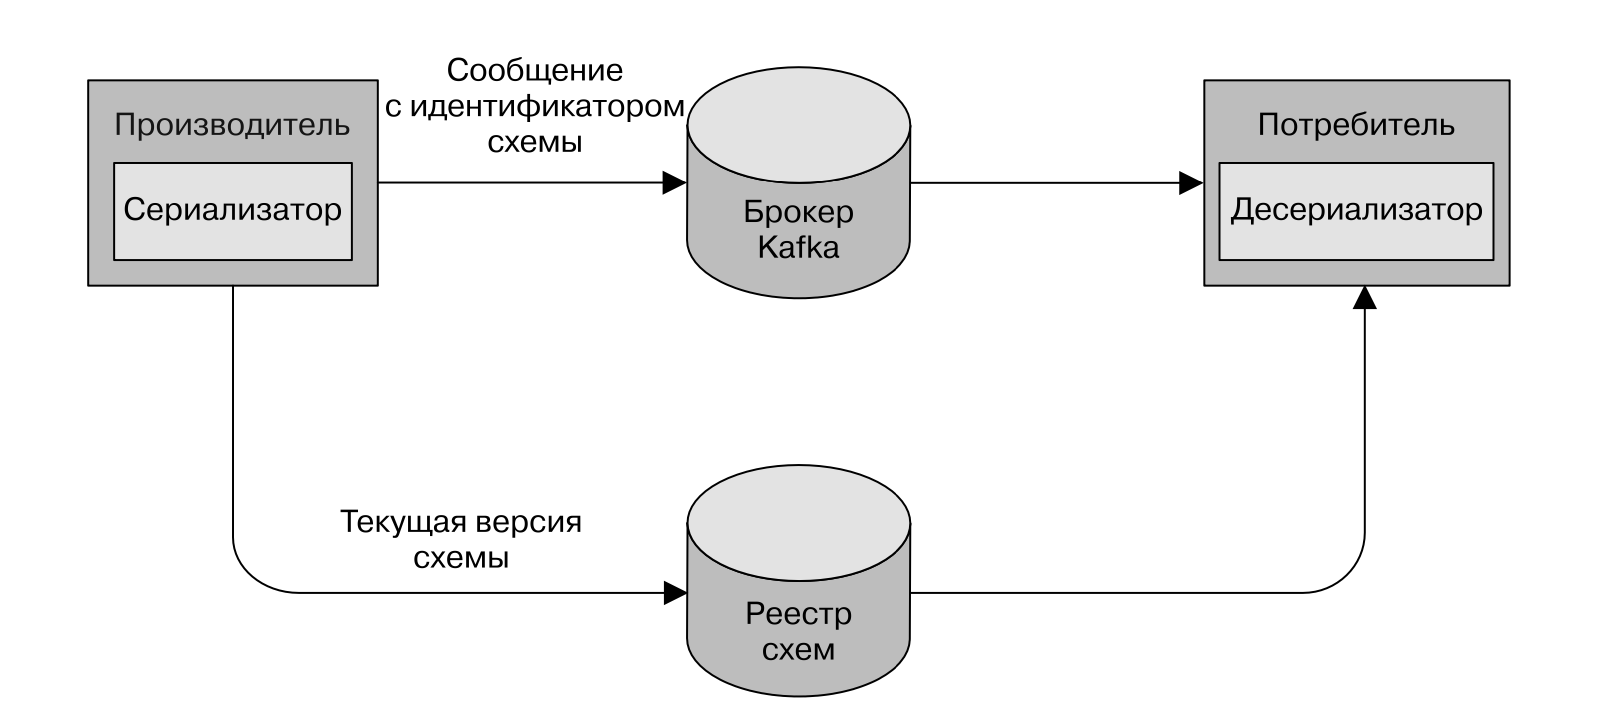 Производитель
Сериализатор
Сообщение
с идентификатором
схемы
Брокер
Kafka
Потребитель
Десериализатор
Текущая версия
схемы
Реестр
схем